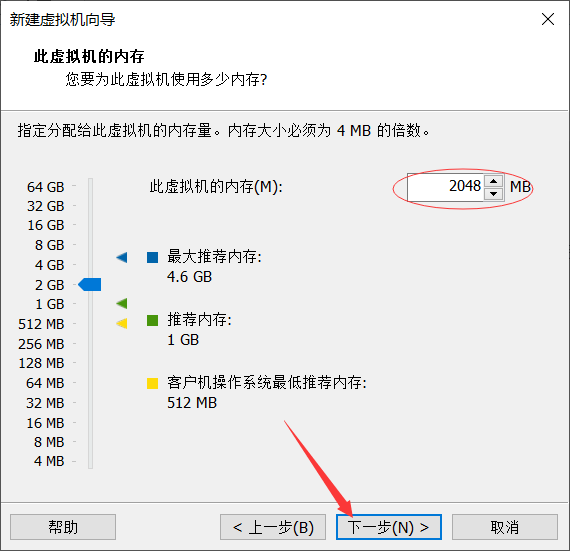 新建虚拟机向导
此虚拟机的内存
您要为此虚拟机使用多少内存?
指定分配给此虚拟机的内存量。内存大小必须为 4 MB 的倍数。
此虚拟机的内存(M): 2048 MB
64 GB
32 GB
16 GB
8 GB
4 GB
2 GB
1 GB
512 MB
256 MB
128 MB
64 MB
32 MB
16 MB
8 MB
4 MB
最大推荐内存:
4.6 GB
推荐内存:
1 GB
客户机操作系统最低推荐内存:
512 MB
帮助 < 上一步(B) 下一步(N) > 取消